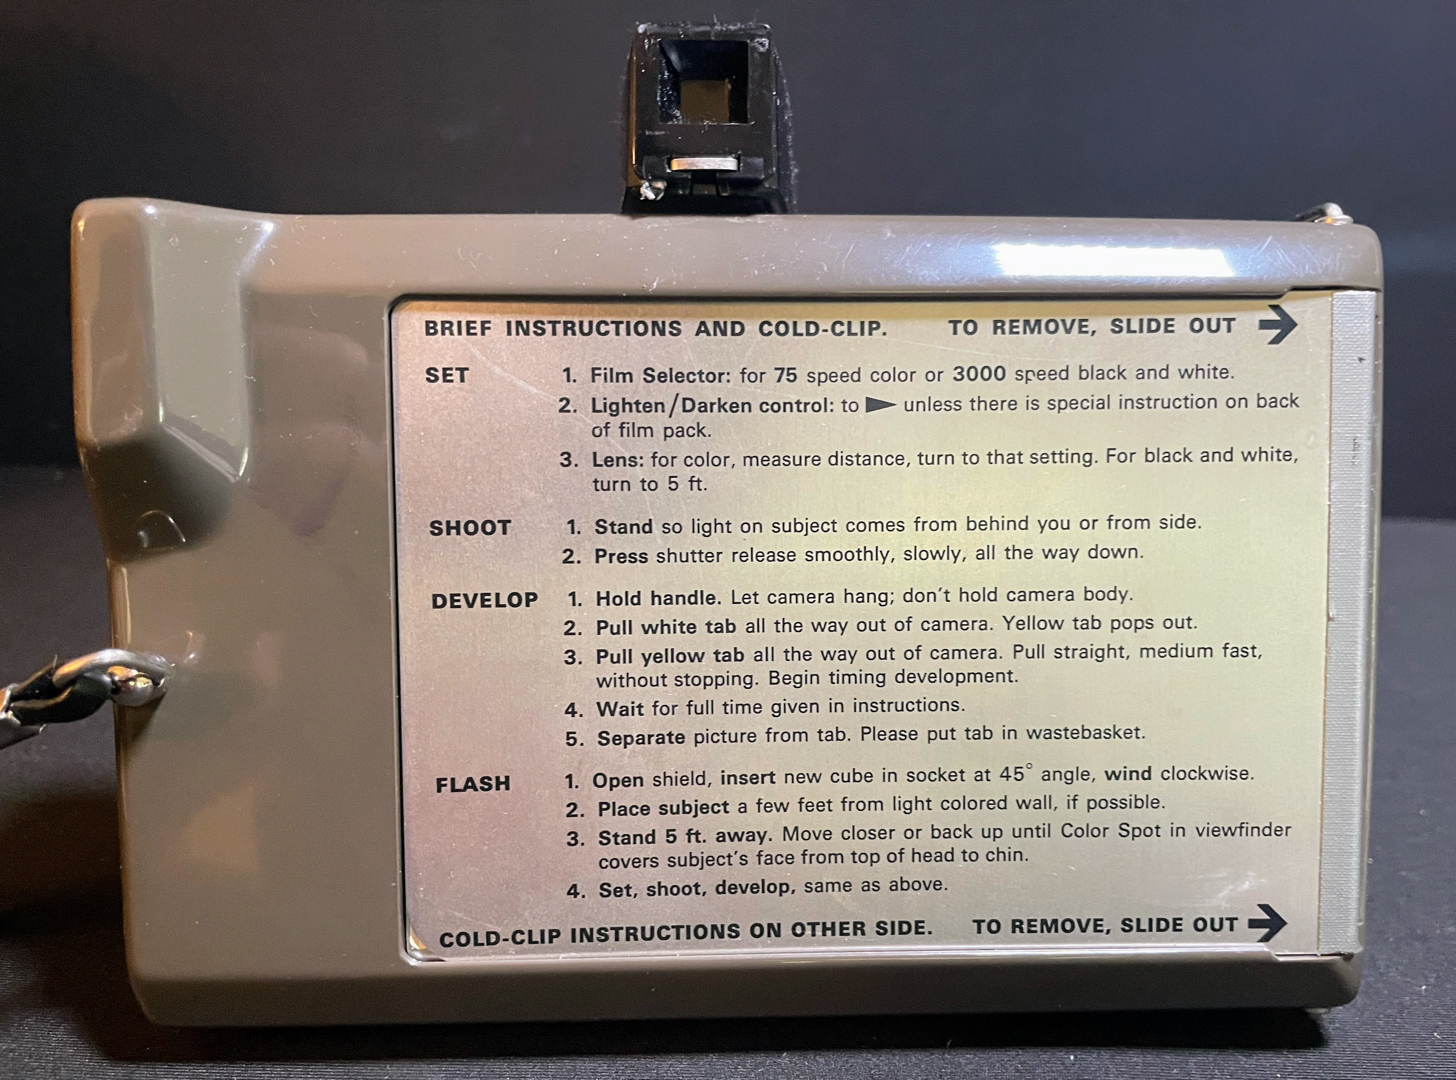 BRIEF INSTRUCTIONS AND COLD-CLIP. TO REMOVE, SLIDE OUT
SET 1. Film Selector: for 75 speed color or 3000 speed black and white.
2. Lighten/Darken control: to ► unless there is special instruction on back
of film pack.
3. Lens: for color, measure distance, turn to that setting. For black and white,
turn to 5 ft.
SHOOT 1. Stand so light on subject comes from behind you or from side.
2. Press shutter release smoothly, slowly, all the way down.
DEVELOP 1. Hold handle. Let camera hang; don't hold camera body.
2. Pull white tab all the way out of camera. Yellow tab pops out.
3. Pull yellow tab all the way out of camera. Pull straight, medium fast,
without stopping. Begin timing development.
4. Wait for full time given in instructions.
5. Separate picture from tab. Please put tab in wastebasket.
FLASH 1. Open shield, insert new cube in socket at 45° angle, wind clockwise.
2. Place subject a few feet from light colored wall, if possible.
3. Stand 5 ft. away. Move closer or back up until Color Spot in viewfinder
covers subject's face from top of head to chin.
4. Set, shoot, develop, same as above.
COLD-CLIP INSTRUCTIONS ON OTHER SIDE. TO REMOVE, SLIDE OUT